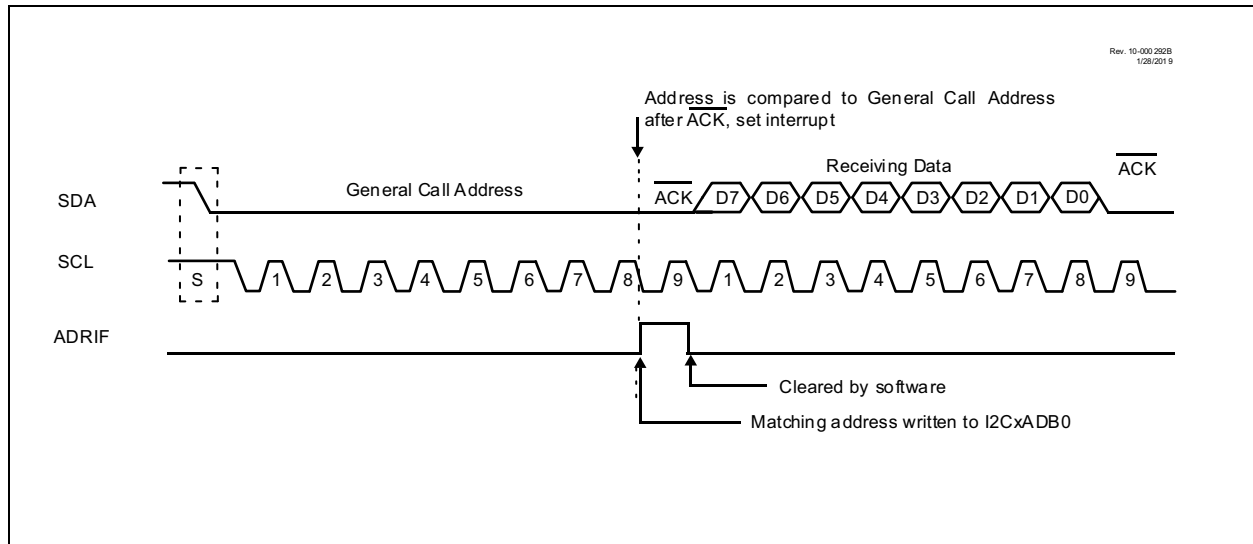 Rev. 10-000 292B
1/28/201 9
Address is compared to General Call Address
after ACK, set interrupt
Receiving Data
ACK
SDA
General Call Address
ACK D7 D6 D5 D4 D3 D2 D1 D0
SCL
S 1 2 3 4 5 6 7 8 9 1 2 3 4 5 6 7 8 9
ADRIF
Cleared by software
Matching address written to I2CxADB0